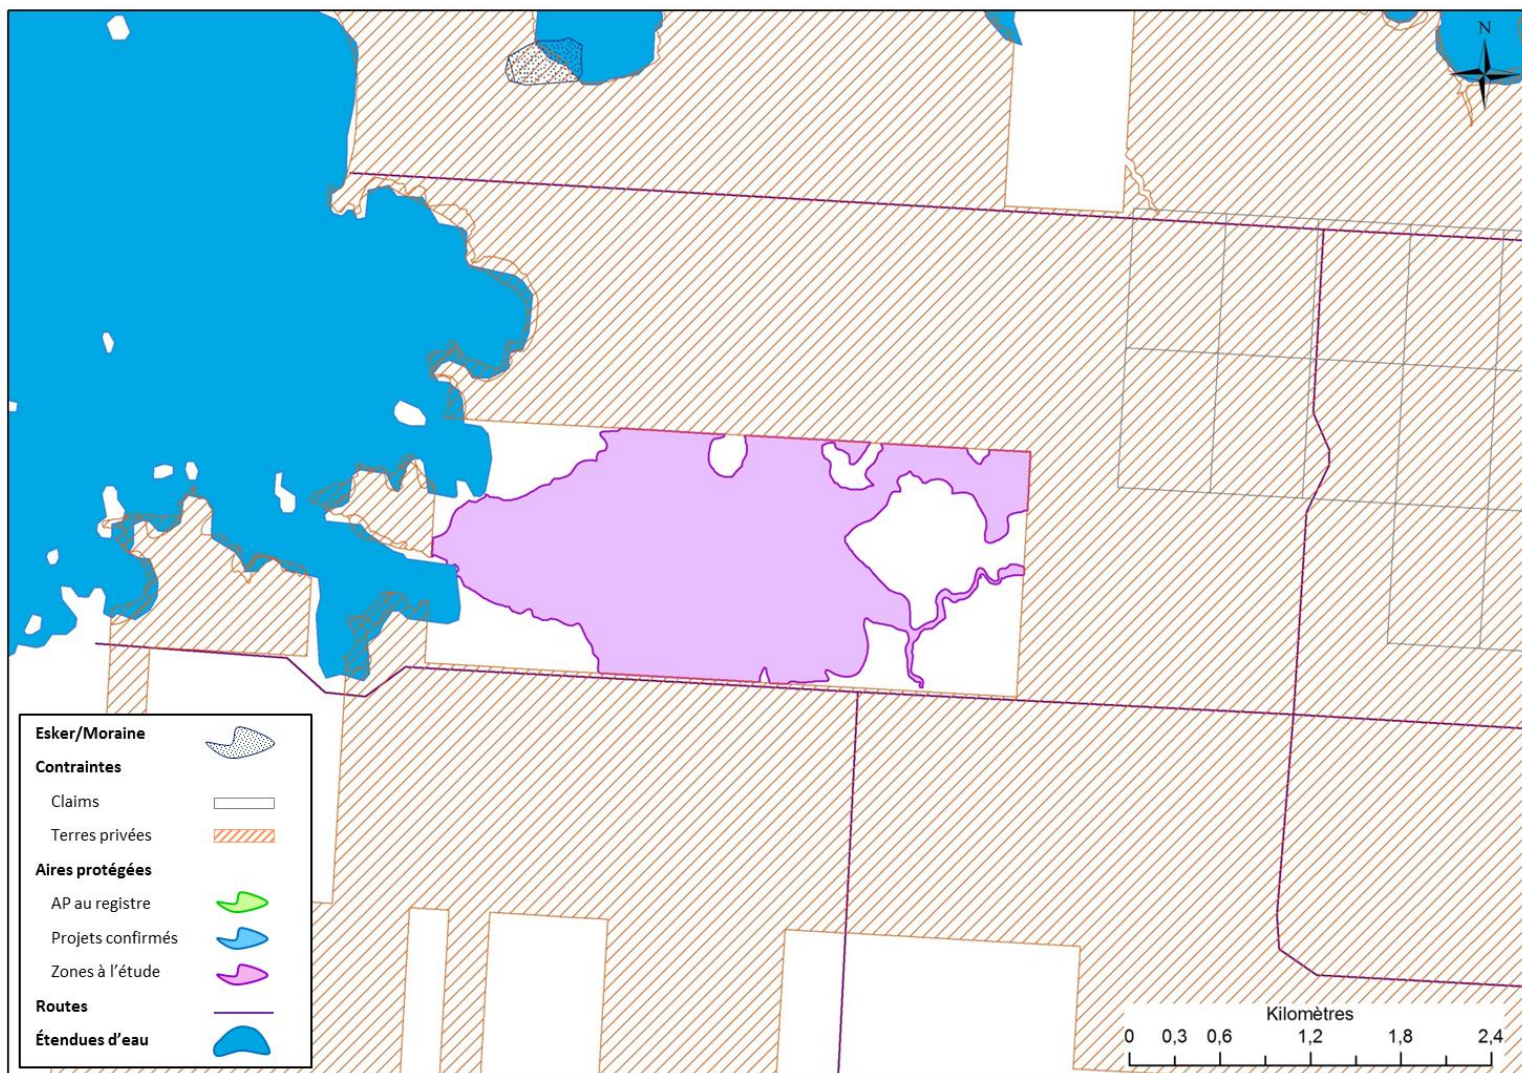 N
Esker/Moraine
Contraintes
Claims
Terres privées
Aires protégées
AP au registre
Projets confirmés
Zones à l'étude
Routes
Étendues d'eau
Kilomètres
0 0,3 0,6 1,2 1,8 2,4